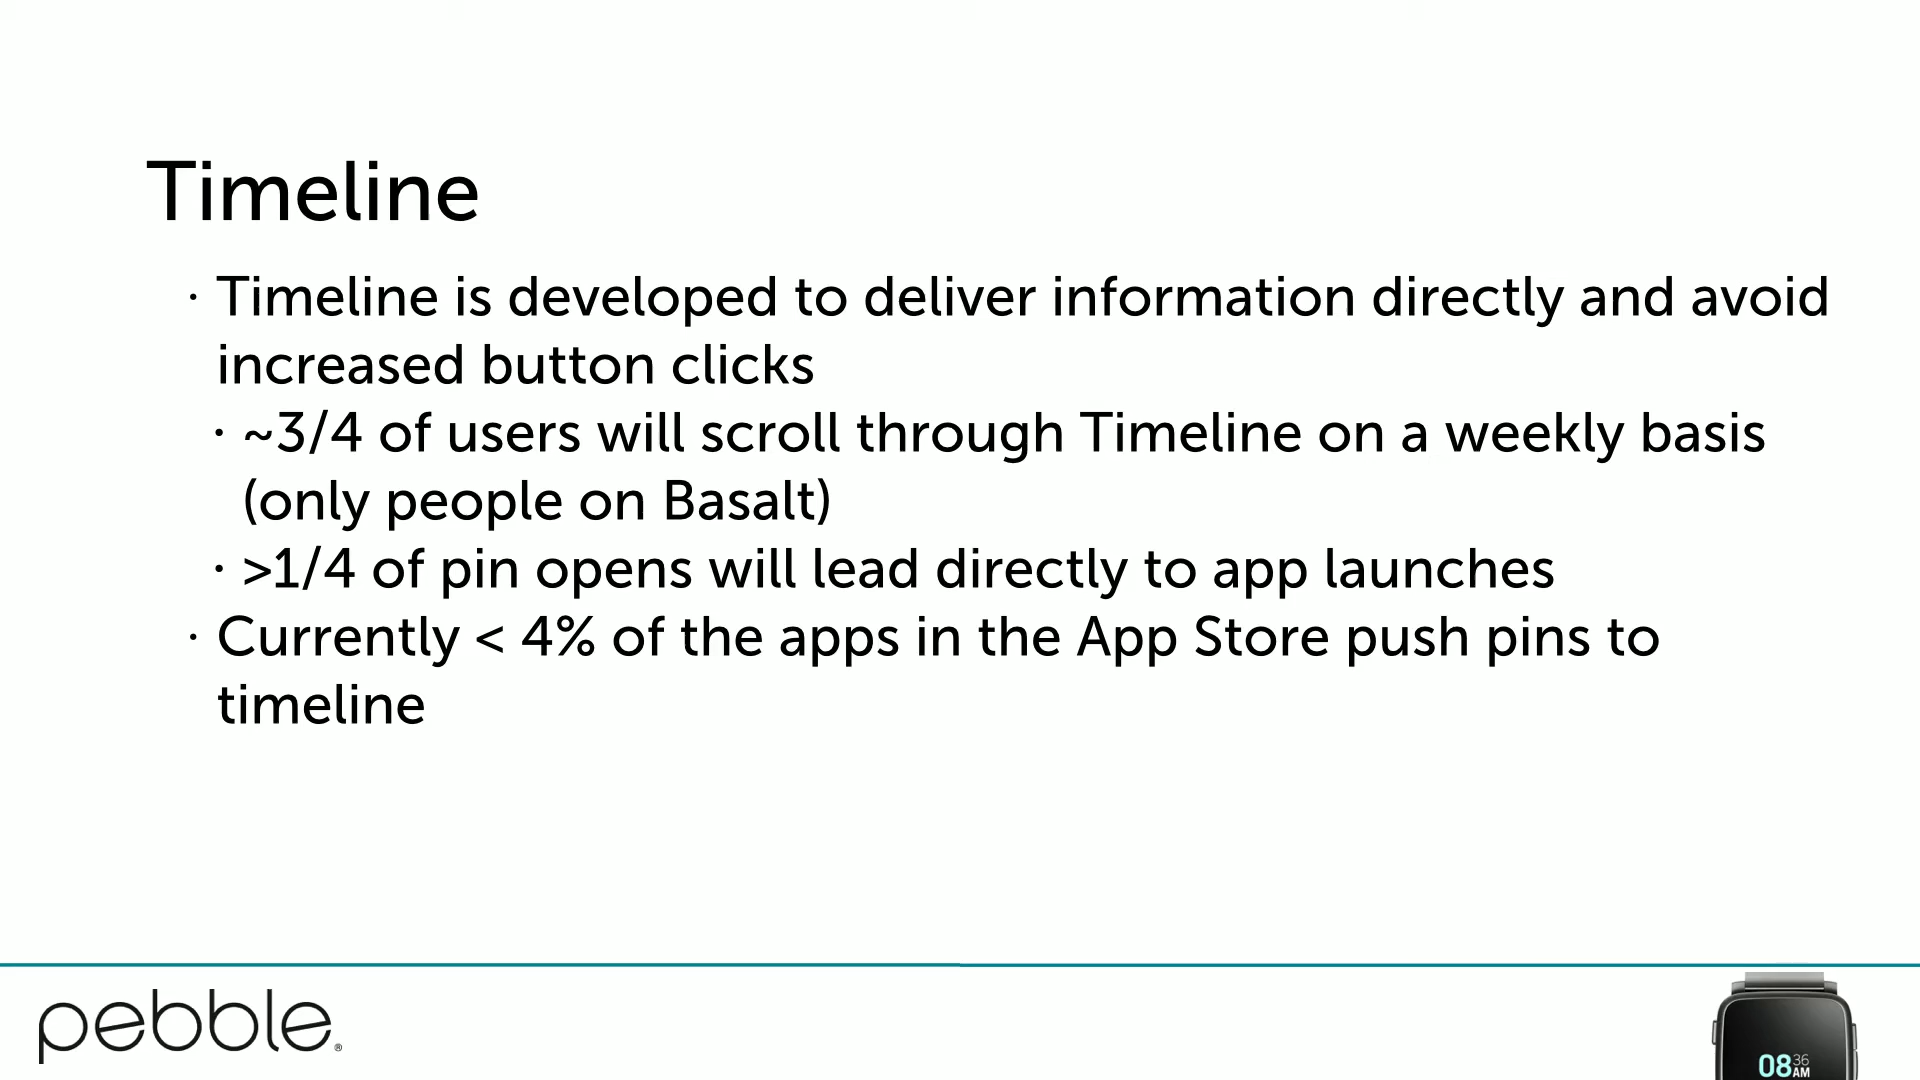 Timeline
· Timeline is developed to deliver information directly and avoid
increased button clicks
· ~3/4 of users will scroll through Timeline on a weekly basis
(only people on Basalt)
· >1/4 of pin opens will lead directly to app launches
· Currently < 4% of the apps in the App Store push pins to
timeline
pebble®
08 36 AM